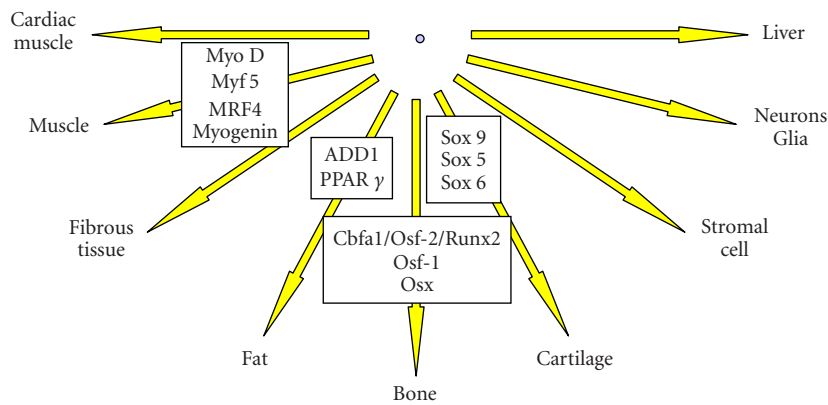 Cardiac
muscle
Liver
Myo D
Myf 5
MRF4
Myogenin
Muscle
Neurons
Glia
Sox 9
Sox 5
Sox 6
ADD1
PPAR γ
Fibrous
tissue
Stromal
cell
Cbfa1/Osf-2/Runx2
Osf-1
Osx
Fat
Cartilage
Bone